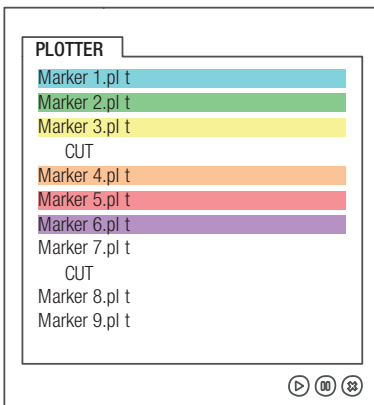 PLOTTER
Marker 1.pl t
Marker 2.pl t
Marker 3.pl t
CUT
Marker 4.pl t
Marker 5.pl t
Marker 6.pl t
Marker 7.pl t
CUT
Marker 8.pl t
Marker 9.pl t